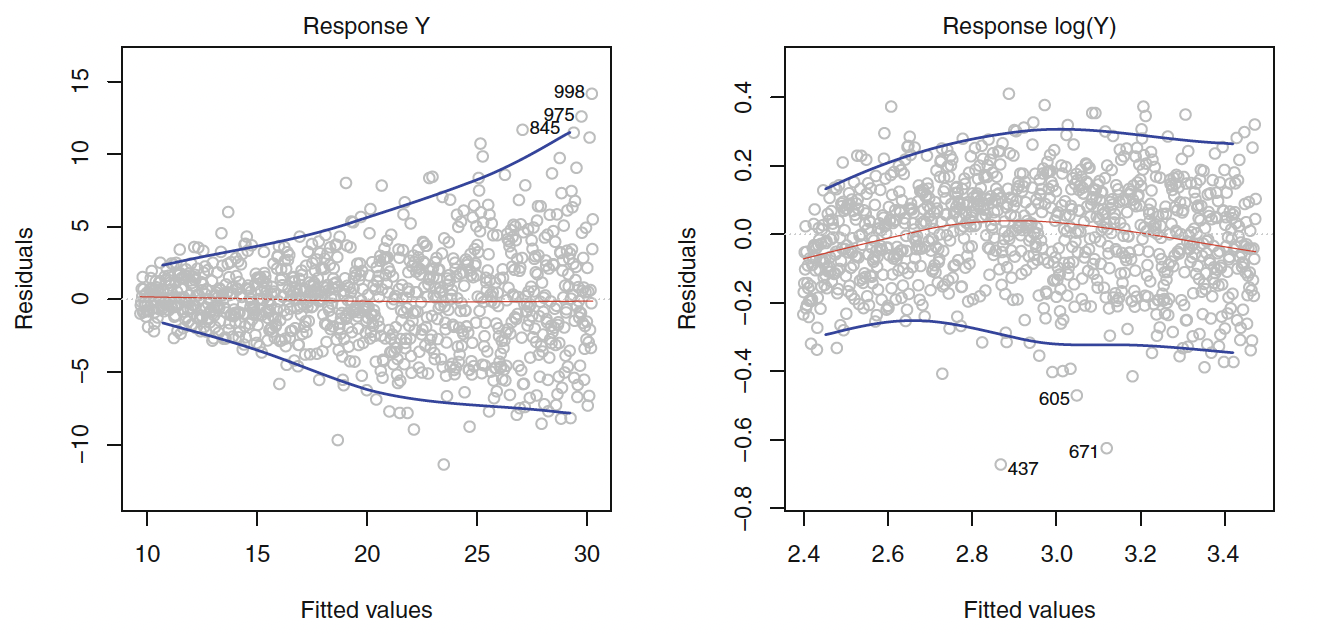 Response Y
Residuals
15
10
5
0
−5
−10
998
975
845
10 15 20 25 30
Fitted values
Response log(Y)
Residuals
0.4
0.2
0.0
−0.2
−0.4
−0.6
−0.8
605
671
437
2.4 2.6 2.8 3.0 3.2 3.4
Fitted values